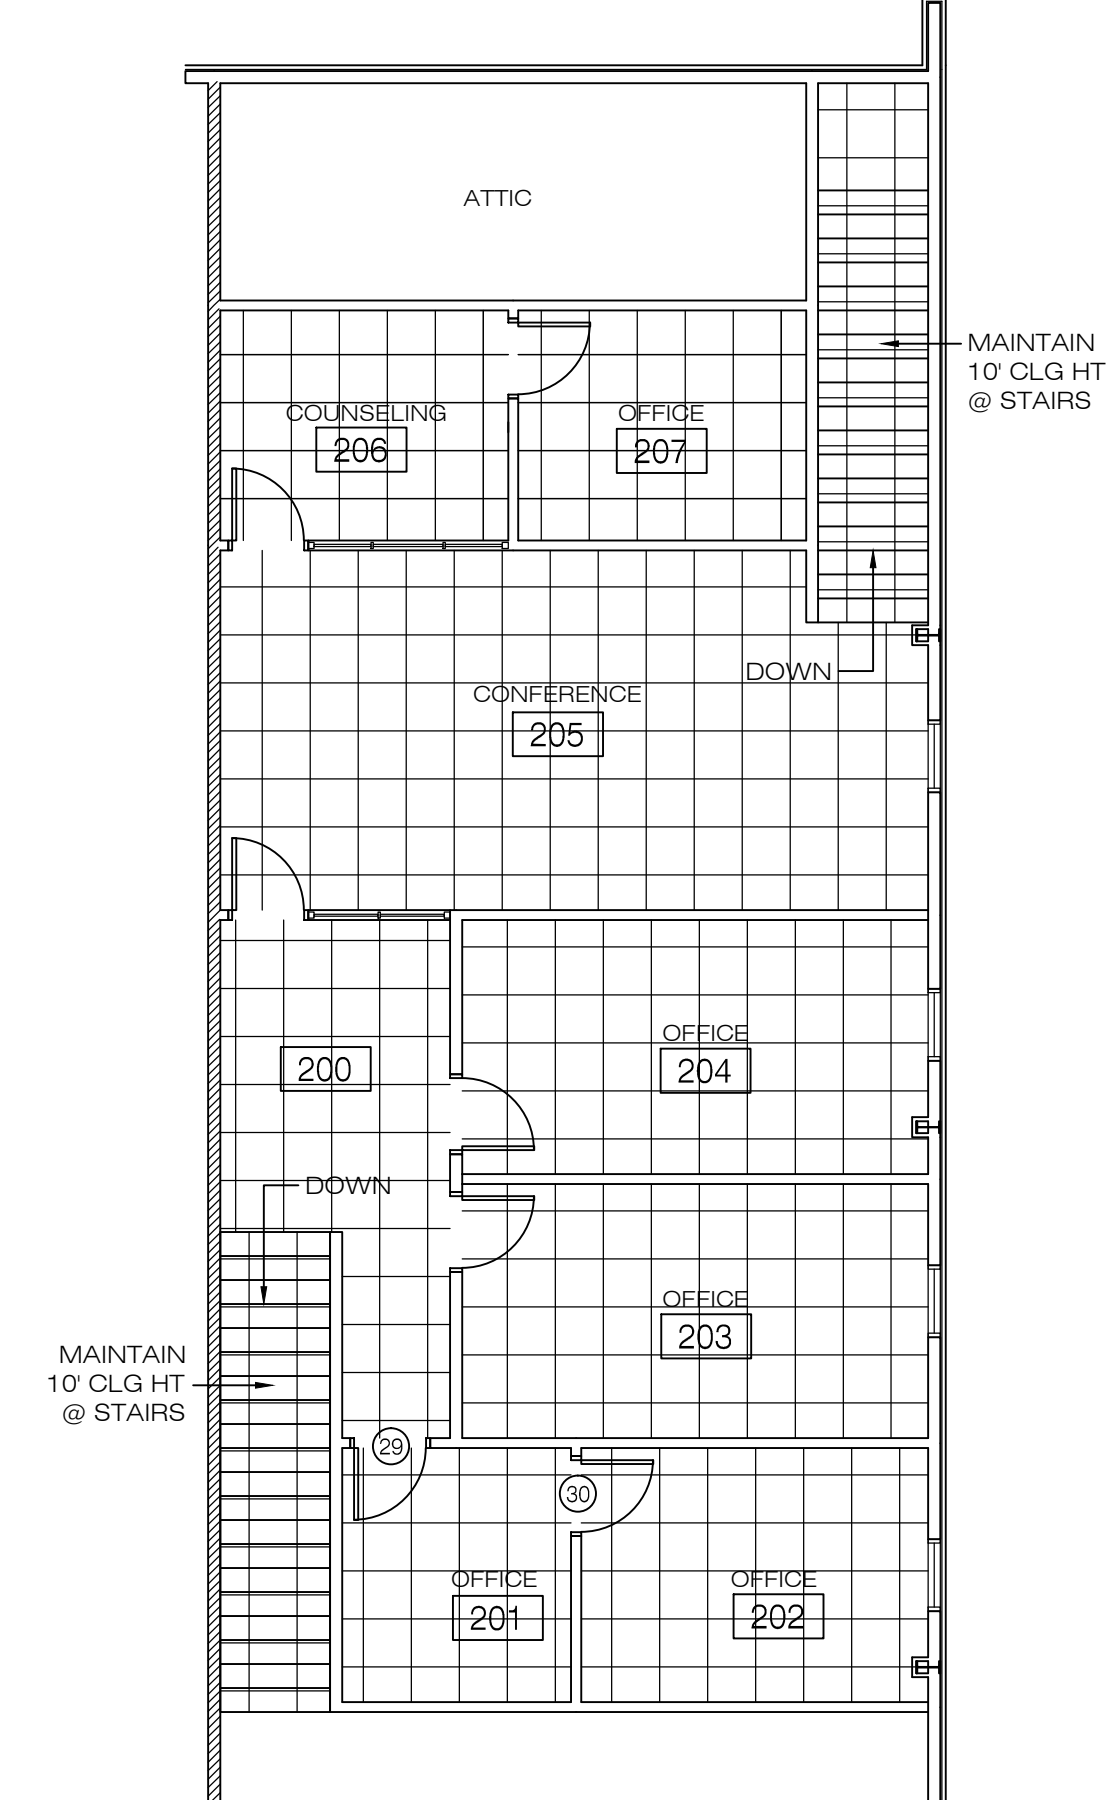 ATTIC
MAINTAIN
10' CLG HT
@ STAIRS
COUNSELING
206
OFFICE
207
DOWN
CONFERENCE
205
OFFICE
204
200
DOWN
OFFICE
203
MAINTAIN
10' CLG HT
@ STAIRS
29
30
OFFICE
201
OFFICE
202